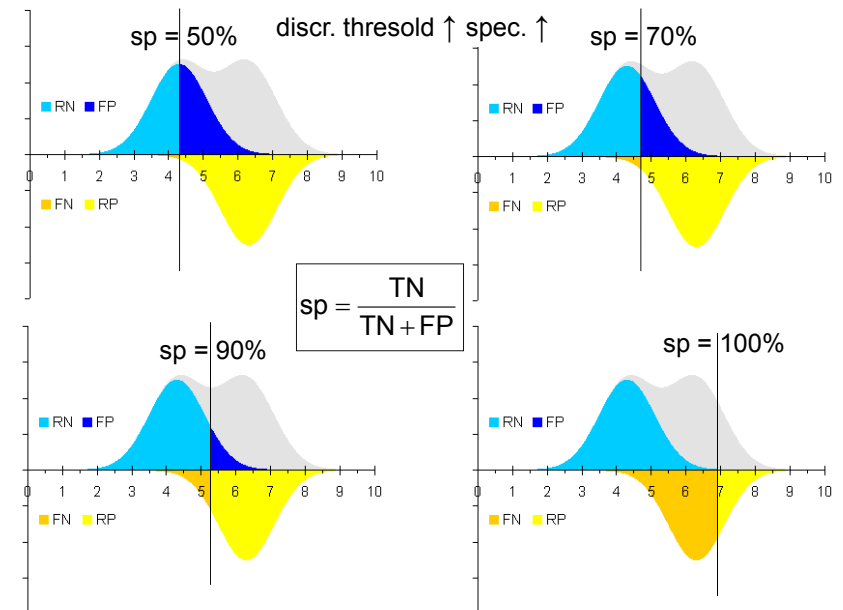 discr. thresold ↑ spec. ↑
sp = 50%
RN FP
0 1 2 3 4 5 6 7 8 9 10
FN RP
sp = 70%
RN FP
0 1 2 3 4 5 6 7 8 9 10
FN RP
sp = TN / TN + FP
sp = 90%
RN FP
0 1 2 3 4 5 6 7 8 9 10
FN RP
sp = 100%
RN FP
0 1 2 3 4 5 6 7 8 9 10
FN RP